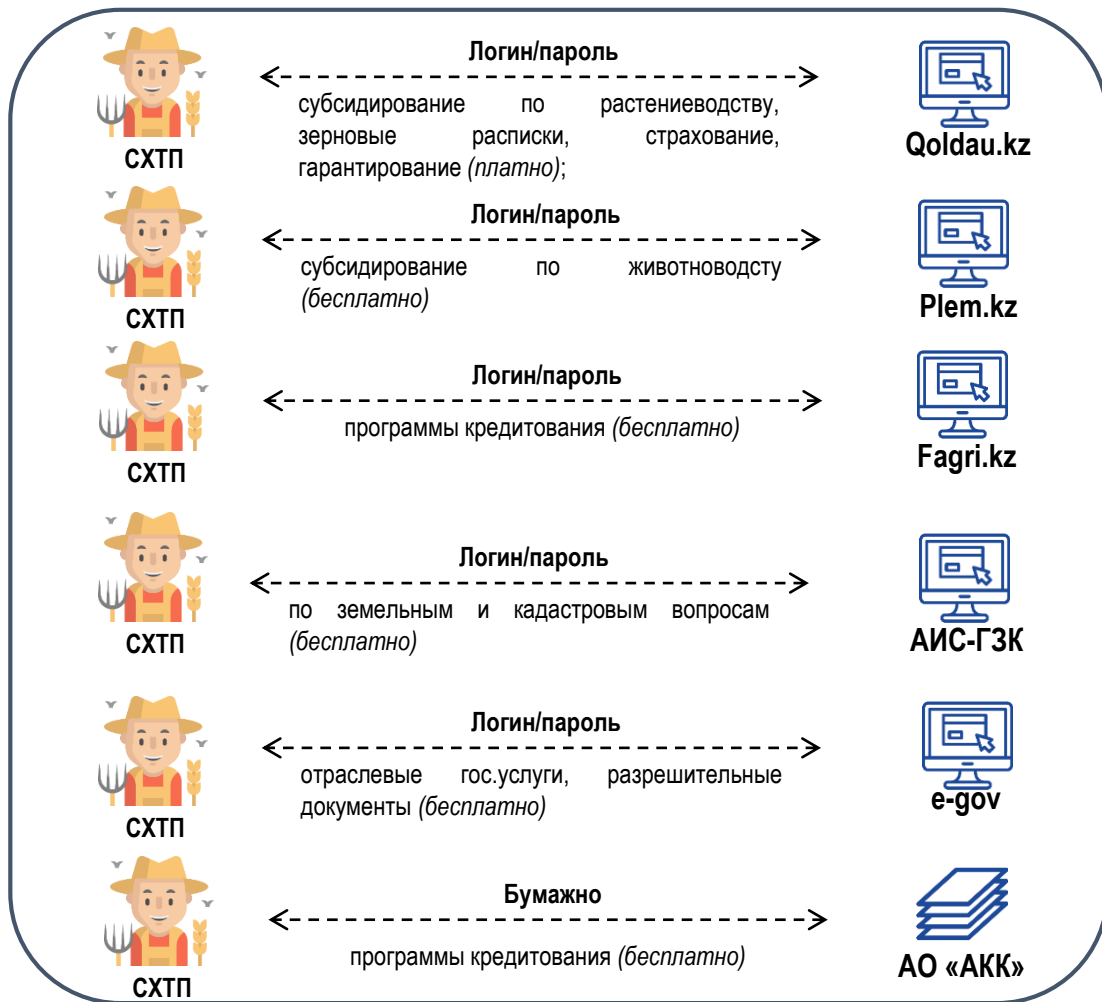 Логин/пароль
субсидирование по растениеводству,
зерновые расписки, страхование,
гарантирование (платно);
СХТП
Qoldau.kz
Логин/пароль
субсидирование по животноводсту
(бесплатно)
СХТП
Plem.kz
Логин/пароль
программы кредитования (бесплатно)
СХТП
Fagri.kz
Логин/пароль
по земельным и кадастровым вопросам
(бесплатно)
СХТП
АИС-ГЗК
Логин/пароль
отраслевые гос.услуги, разрешительные
документы (бесплатно)
СХТП
e-gov
Бумажно
программы кредитования (бесплатно)
СХТП
АО «АКК»